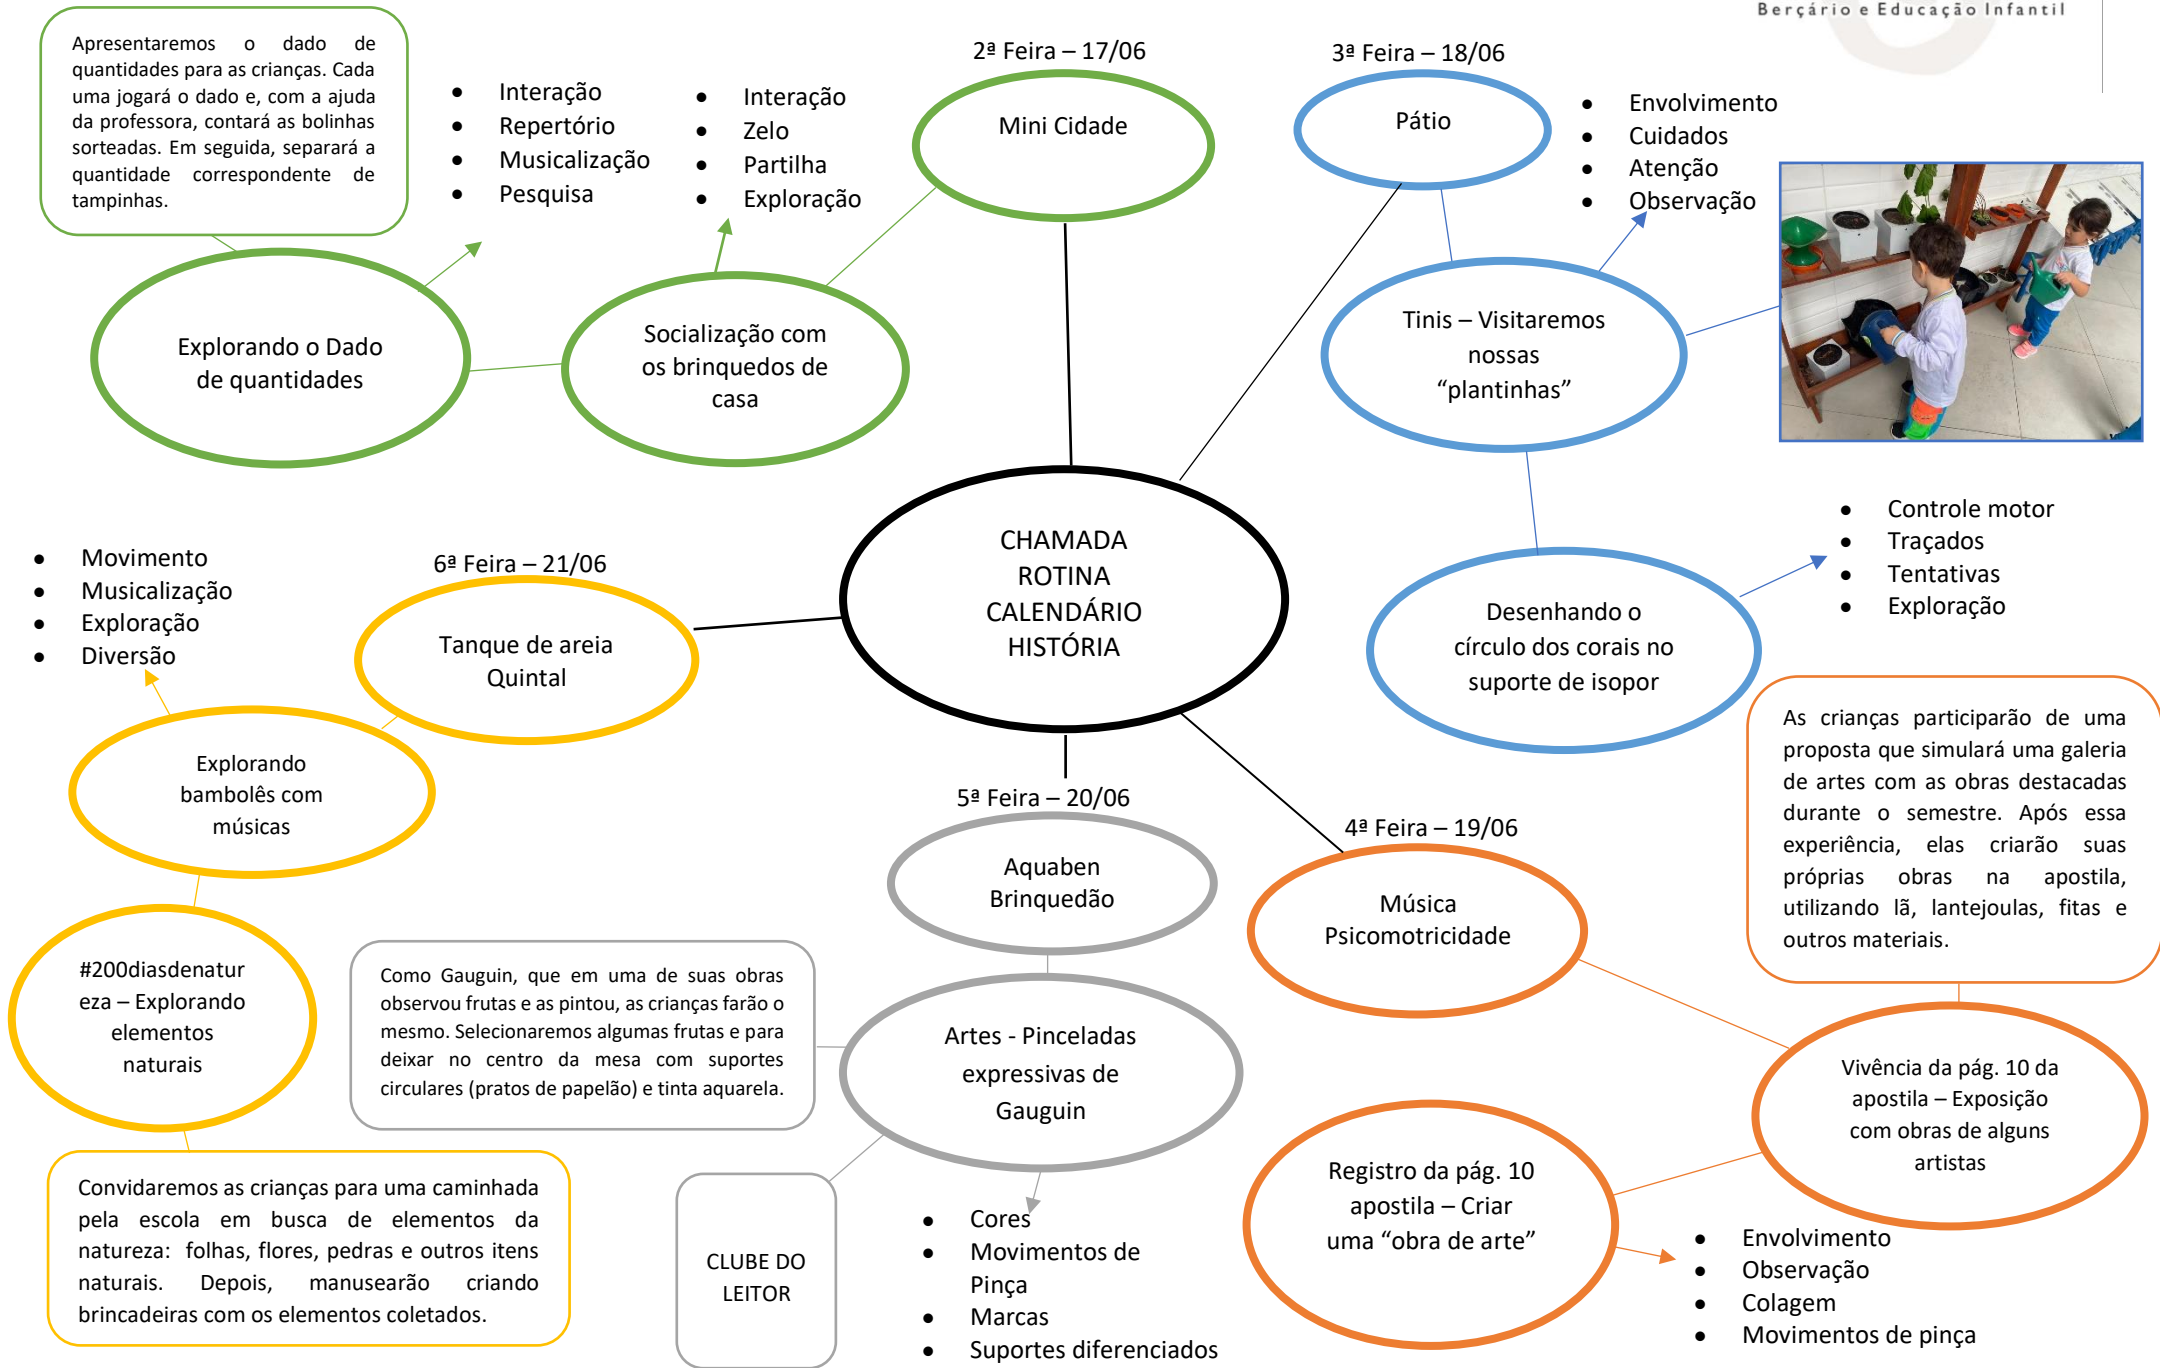 Berçário e Educação Infantil
Apresentaremos o dado de
quantidades para as crianças. Cada
uma jogará o dado e, com a ajuda
da professora, contará as bolinhas
sorteadas. Em seguida, separará a
quantidade correspondente de
tampinhas.
• Interação
• Repertório
• Musicalização
• Pesquisa
• Interação
• Zelo
• Partilha
• Exploração
2ª Feira – 17/06
Mini Cidade
3ª Feira – 18/06
Pátio
• Envolvimento
• Cuidados
• Atenção
• Observação
Explorando o Dado
de quantidades
Socialização com
os brinquedos de
casa
Tinis – Visitaremos
nossas
“plantinhas”
CHAMADA
ROTINA
CALENDÁRIO
HISTÓRIA
• Controle motor
• Traçados
• Tentativas
• Exploração
Desenhando o
círculo dos corais no
suporte de isopor
• Movimento
• Musicalização
• Exploração
• Diversão
6ª Feira – 21/06
Tanque de areia
Quintal
Explorando
bambolês com
músicas
#200diasdenatur
eza – Explorando
elementos
naturais
Convidaremos as crianças para uma caminhada
pela escola em busca de elementos da
natureza: folhas, flores, pedras e outros itens
naturais. Depois, manusearão criando
brincadeiras com os elementos coletados.
5ª Feira – 20/06
Aquaben
Brinquedão
Como Gauguin, que em uma de suas obras
observou frutas e as pintou, as crianças farão o
mesmo. Selecionaremos algumas frutas e para
deixar no centro da mesa com suportes
circulares (pratos de papelão) e tinta aquarela.
Artes - Pinceladas
expressivas de
Gauguin
CLUBE DO
LEITOR
• Cores
• Movimentos de
Pinça
• Marcas
• Suportes diferenciados
4ª Feira – 19/06
Música
Psicomotricidade
As crianças participarão de uma
proposta que simulará uma galeria
de artes com as obras destacadas
durante o semestre. Após essa
experiência, elas criarão suas
próprias obras na apostila,
utilizando lã, lantejoulas, fitas e
outros materiais.
Vivência da pág. 10 da
apostila – Exposição
com obras de alguns
artistas
Registro da pág. 10
apostila – Criar
uma “obra de arte”
• Envolvimento
• Observação
• Colagem
• Movimentos de pinça